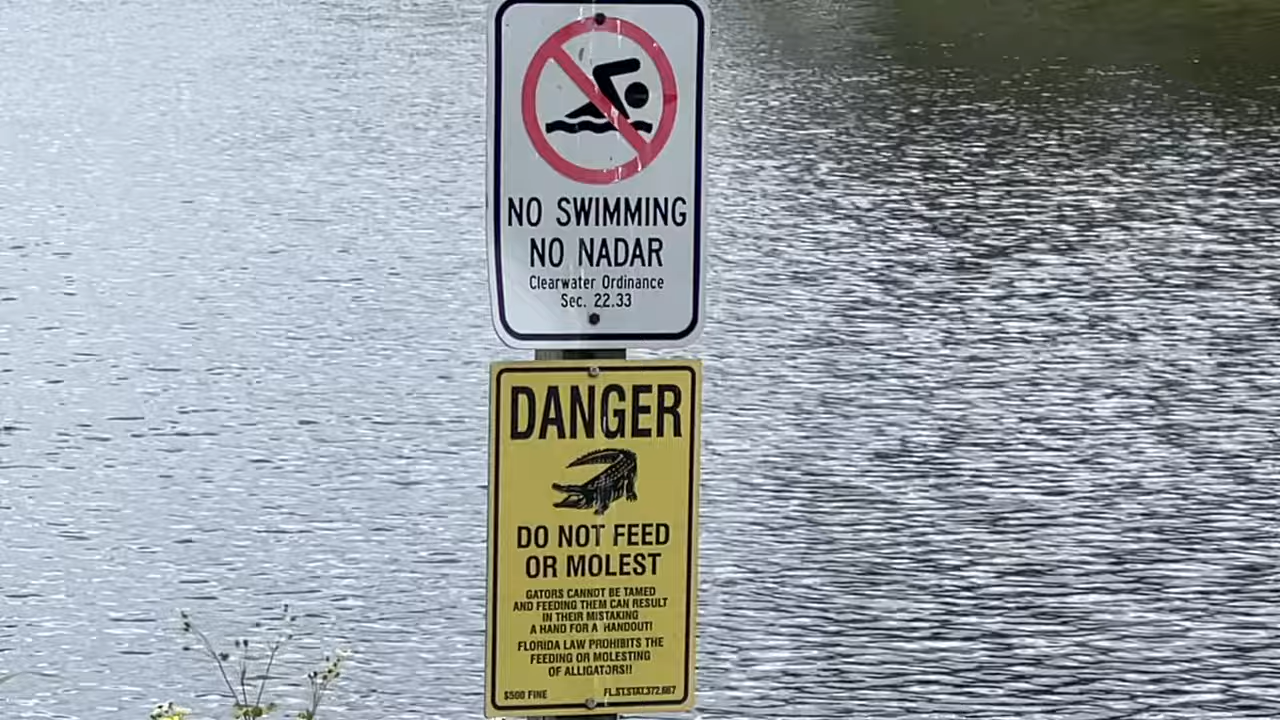 NO SWIMMING
NO NADAR
Clearwater Ordinance
Sec. 22.33
DANGER
DO NOT FEED
OR MOLEST
GATORS CANNOT BE TAMED
AND FEEDING THEM CAN RESULT
IN THEIR MISTAKING
A HAND FOR A HANDOUT!
FLORIDA LAW PROHIBITS THE
FEEDING OR MOLESTING
OF ALLIGATORS!!
$500 FINE
FL.ST.STAT.372.667